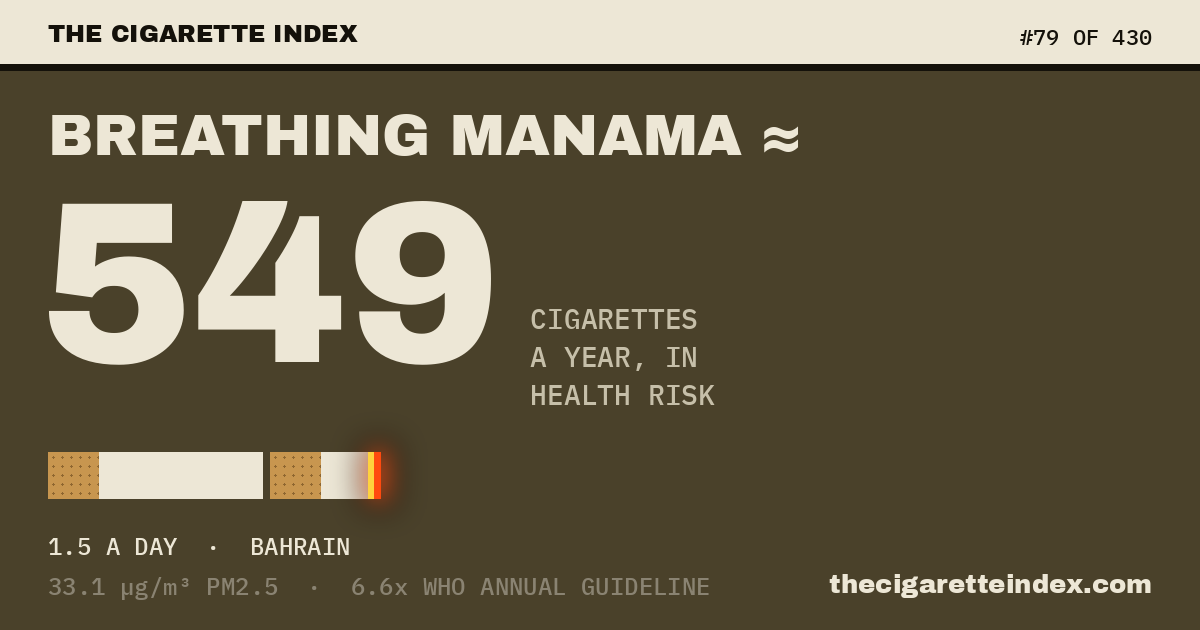 THE CIGARETTE INDEX
#79 OF 430
BREATHING MANAMA ≈
549
CIGARETTES
A YEAR, IN
HEALTH RISK
1.5 A DAY · BAHRAIN
33.1 µg/m³ PM2.5 · 6.6x WHO ANNUAL GUIDELINE
thecigaretteindex.com